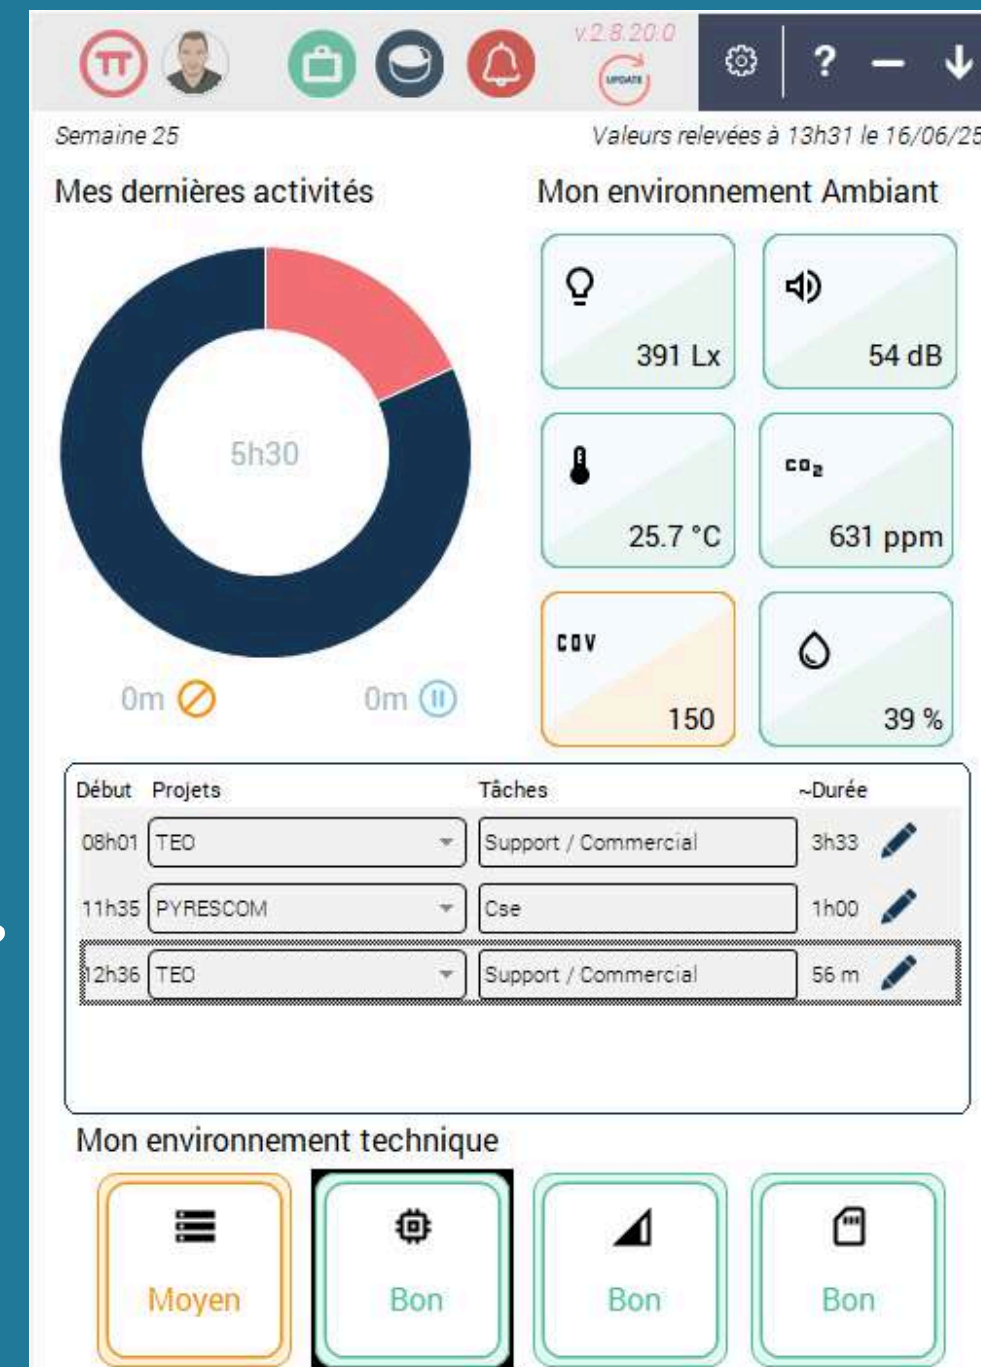 v.2.8.20.0
UPDATE
?
Semaine 25
Valeurs relevées à 13h31 le 16/06/25
Mes dernières activités
Mon environnement Ambiant
391 Lx
54 dB
5h30
25.7 °C
CO2
631 ppm
COV
150
39 %
0m
0m
Début Projets Tâches ~Durée
08h01 TEO Support / Commercial 3h33
11h35 PYRESCOM Cse 1h00
12h36 TEO Support / Commercial 56 m
Mon environnement technique
Moyen
Bon
Bon
Bon